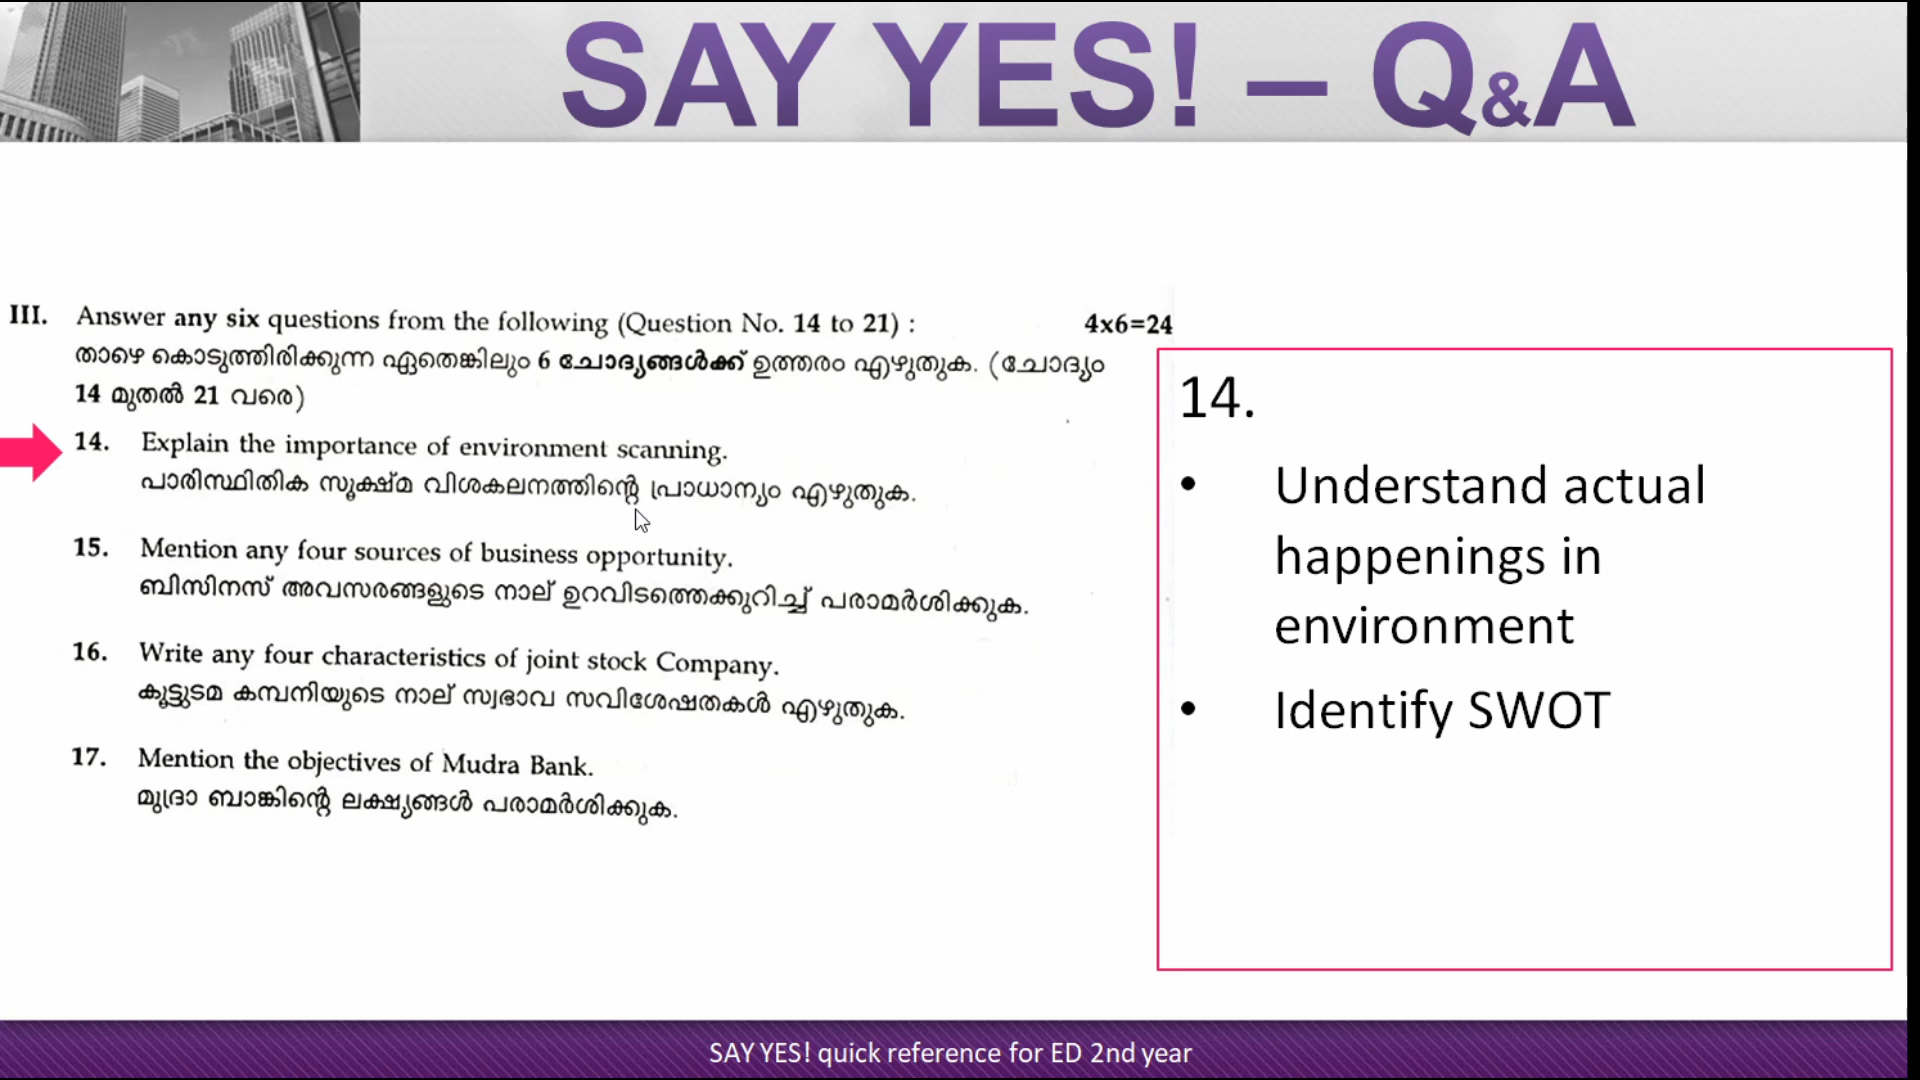 SAY YES! – Q&A
III. Answer any six questions from the following (Question No. 14 to 21) : 4x6=24
താഴെ കൊടുത്തിരിക്കുന്ന ഏതെങ്കിലും 6 ചോദ്യങ്ങൾക്ക് ഉത്തരം എഴുതുക. (ചോദ്യം
14 മുതൽ 21 വരെ)
14. Explain the importance of environment scanning.
പാരിസ്ഥിതിക സൂക്ഷ്മ വിശകലനത്തിന്റെ പ്രാധാന്യം എഴുതുക.
15. Mention any four sources of business opportunity.
ബിസിനസ് അവസരങ്ങളുടെ നാല് ഉറവിടത്തെക്കുറിച്ച് പരാമർശിക്കുക.
16. Write any four characteristics of joint stock Company.
കൂട്ടുടമ കമ്പനിയുടെ നാല് സ്വഭാവ സവിശേഷതകൾ എഴുതുക.
17. Mention the objectives of Mudra Bank.
മുദ്രാ ബാങ്കിന്റെ ലക്ഷ്യങ്ങൾ പരാമർശിക്കുക.
14.
• Understand actual
happenings in
environment
• Identify SWOT
SAY YES! quick reference for ED 2nd year